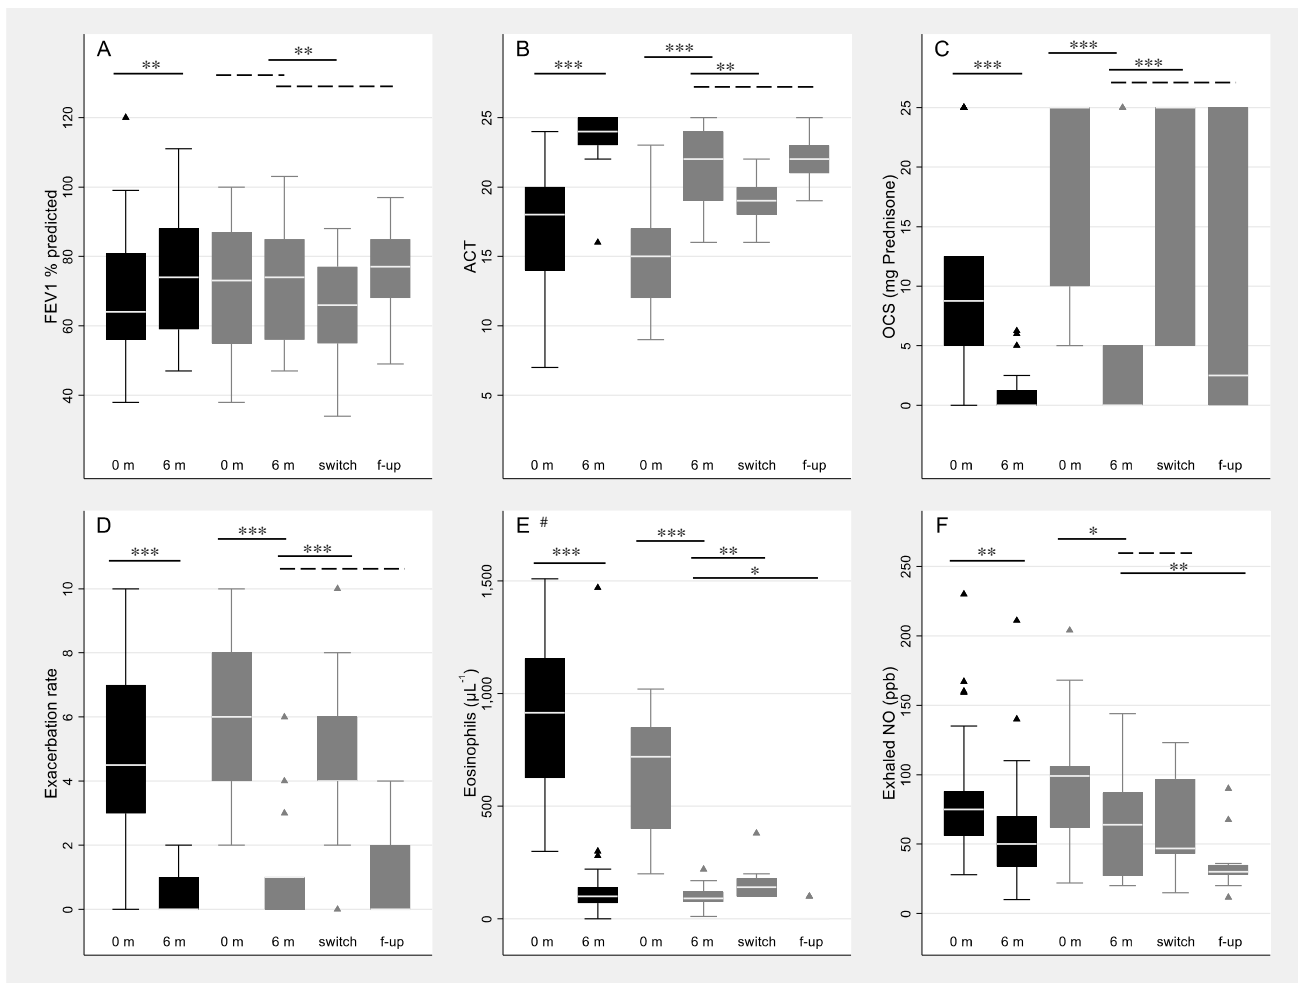 A
** **
FEV1 % predicted
120
100
80
60
40
0 m 6 m 0 m 6 m switch f-up
B
*** *** **
ACT
25
20
15
10
5
0 m 6 m 0 m 6 m switch f-up
C
*** *** ***
OCS (mg Prednisone)
25
20
15
10
5
0
0 m 6 m 0 m 6 m switch f-up
D
*** *** ***
Exacerbation rate
10
8
6
4
2
0
0 m 6 m 0 m 6 m switch f-up
E #
*** *** **
*
Eosinophils (µL⁻¹)
1,500
1,000
500
0
0 m 6 m 0 m 6 m switch f-up
F
** * **
Exhaled NO (ppb)
250
200
150
100
50
0
0 m 6 m 0 m 6 m switch f-up